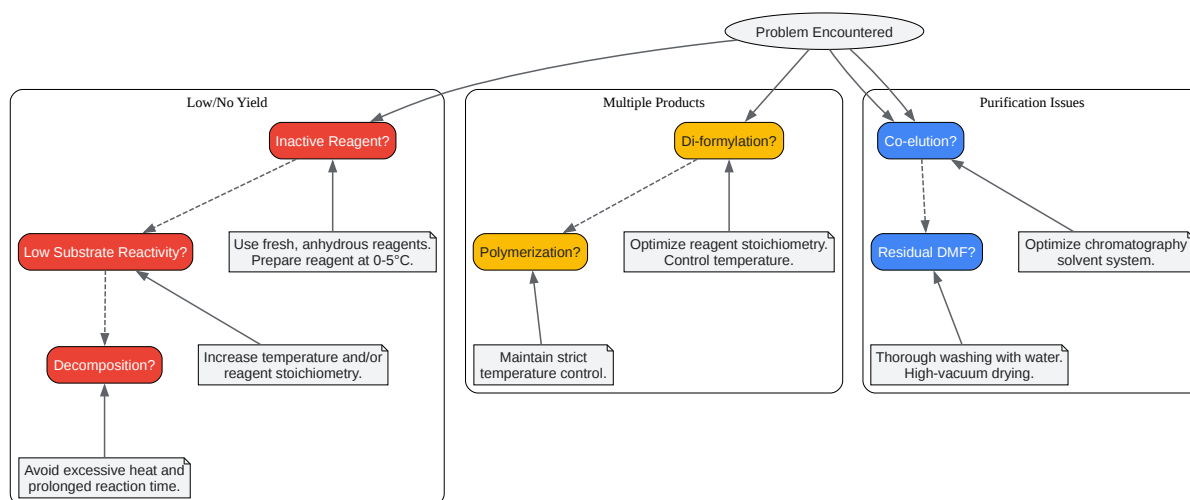 Problem Encountered
Low/No Yield
Inactive Reagent?
Use fresh, anhydrous reagents.
Prepare reagent at 0-5°C.
Low Substrate Reactivity?
Increase temperature and/or
reagent stoichiometry.
Decomposition?
Avoid excessive heat and
prolonged reaction time.
Multiple Products
Di-formylation?
Optimize reagent stoichiometry.
Control temperature.
Polymerization?
Maintain strict
temperature control.
Purification Issues
Co-elution?
Optimize chromatography
solvent system.
Residual DMF?
Thorough washing with water.
High-vacuum drying.